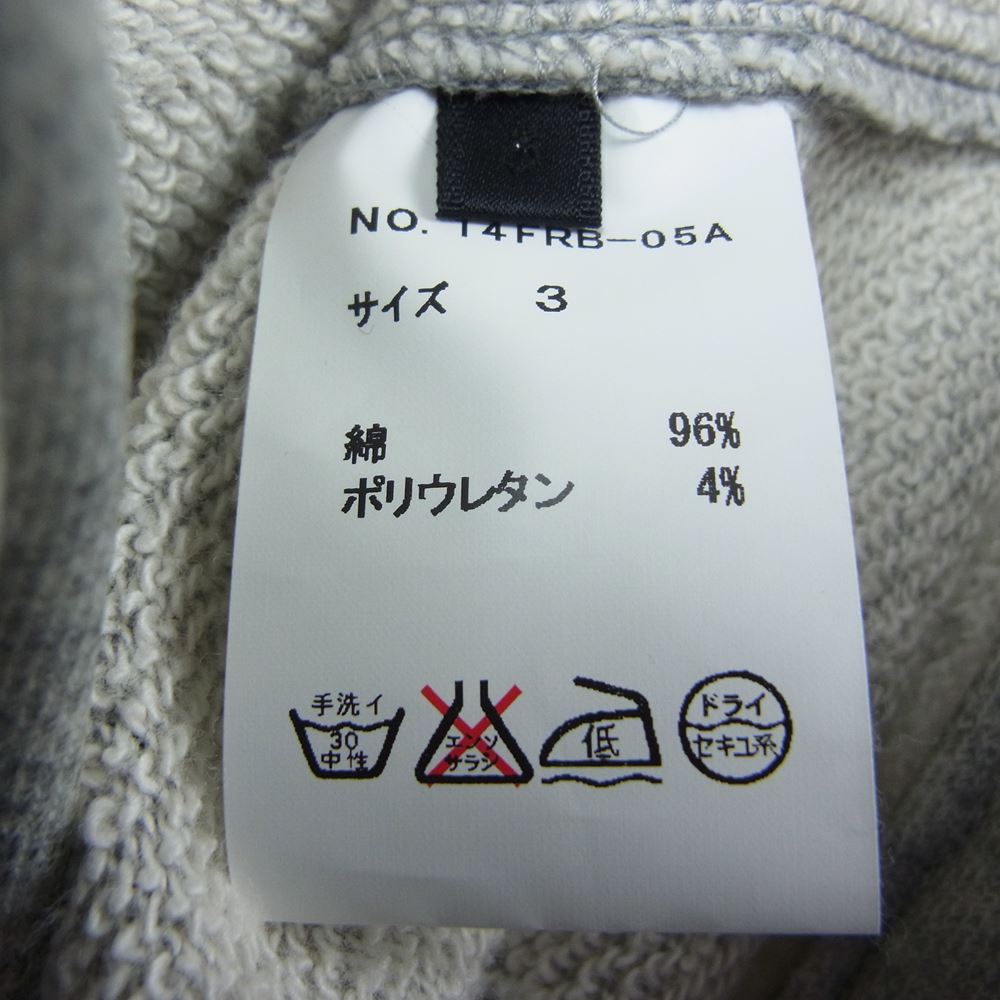 NO. 14FRB-05A
サイズ 3
綿 96%
ポリウレタン 4%
手洗イ
30
中性
エンソ
サラシ
低
ドライ
セキユ系